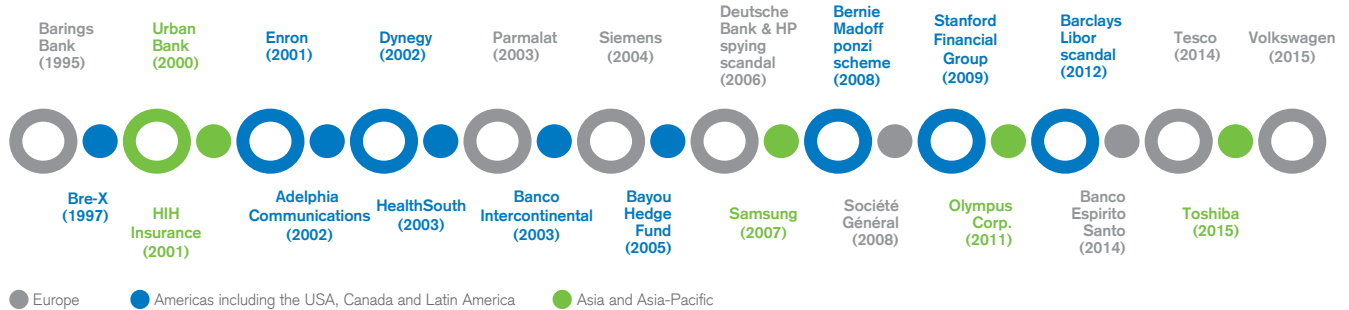 Barings
Bank
(1995)
Urban
Bank
(2000)
Enron
(2001)
Dynegy
(2002)
Parmalat
(2003)
Siemens
(2004)
Deutsche
Bank & HP
spying
scandal
(2006)
Bernie
Madoff
ponzi
scheme
(2008)
Stanford
Financial
Group
(2009)
Barclays
Libor
scandal
(2012)
Tesco
(2014)
Volkswagen
(2015)
Bre-X
(1997)
HIH
Insurance
(2001)
Adelphia
Communications
(2002)
HealthSouth
(2003)
Banco
Intercontinental
(2003)
Bayou
Hedge
Fund
(2005)
Samsung
(2007)
Société
Général
(2008)
Olympus
Corp.
(2011)
Banco
Espirito
Santo
(2014)
Toshiba
(2015)
Europe
Americas including the USA, Canada and Latin America
Asia and Asia-Pacific